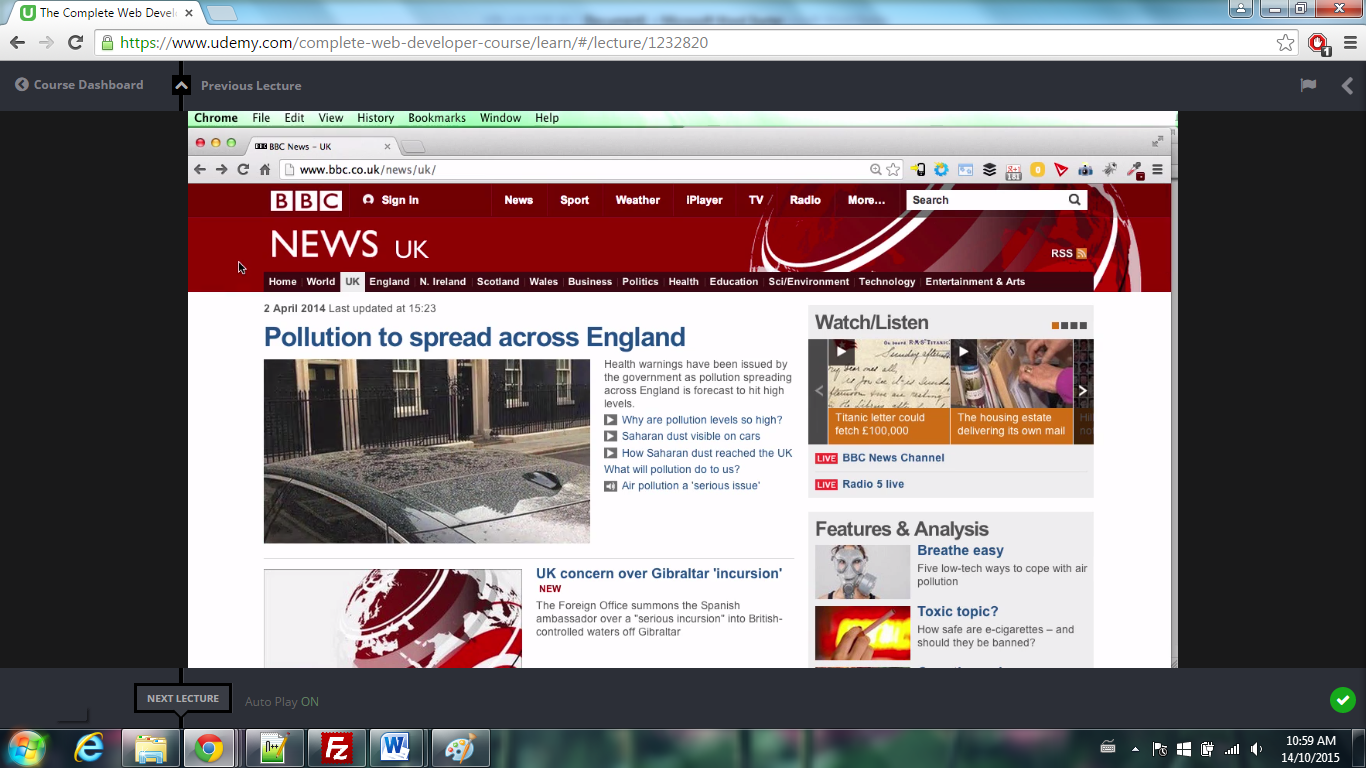 The Complete Web Devel
https://www.udemy.com/complete-web-developer-course/learn/#/lecture/1232820
1
Course Dashboard
Previous Lecture
Chrome File Edit View History Bookmarks Window Help
BBC News - UK
www.bbc.co.uk/news/uk/
181
BBC Sign in News Sport Weather iPlayer TV Radio More... Search
NEWS UK
RSS
Home World UK England N. Ireland Scotland Wales Business Politics Health Education Sci/Environment Technology Entertainment & Arts
2 April 2014 Last updated at 15:23
Pollution to spread across England
Health warnings have been issued by
the government as pollution spreading
across England is forecast to hit high
levels.
Why are pollution levels so high?
Saharan dust visible on cars
How Saharan dust reached the UK
What will pollution do to us?
Air pollution a 'serious issue'
UK concern over Gibraltar 'incursion'
NEW
The Foreign Office summons the Spanish
ambassador over a "serious incursion" into British-
controlled waters off Gibraltar
Watch/Listen
Titanic letter could
fetch £100,000
The housing estate
delivering its own mail
LIVE BBC News Channel
LIVE Radio 5 live
Features & Analysis
Breathe easy
Five low-tech ways to cope with air
pollution
Toxic topic?
How safe are e-cigarettes – and
should they be banned?
NEXT LECTURE
Auto Play ON
10:59 AM
14/10/2015